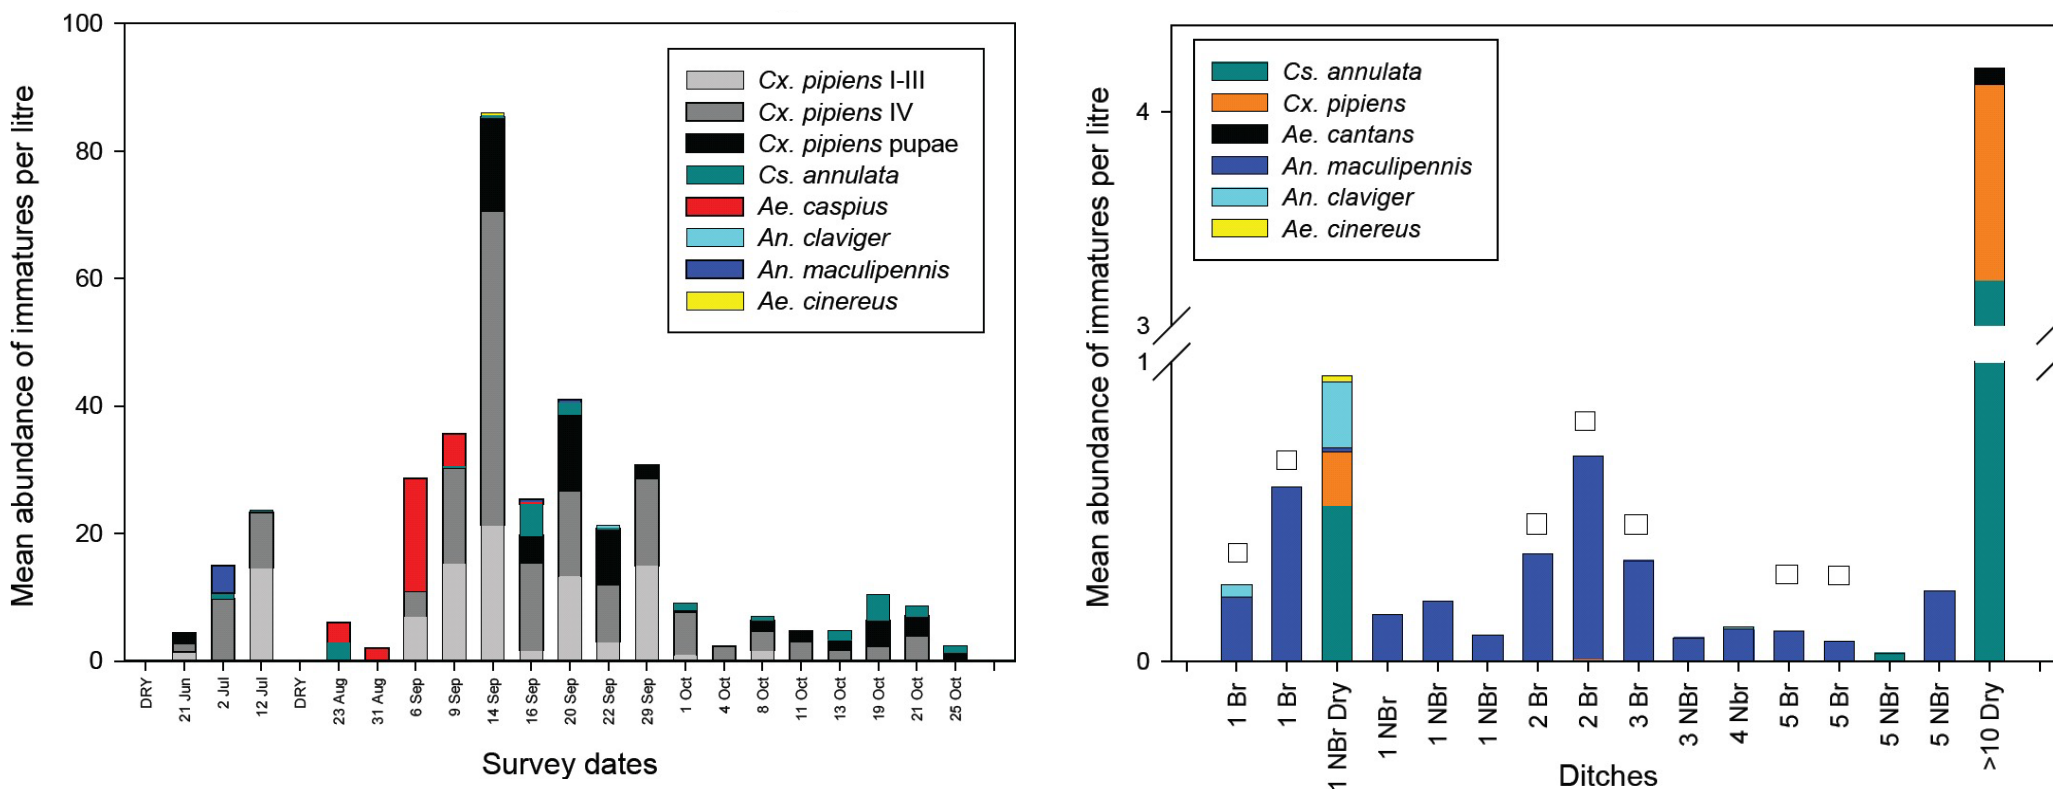 Mean abundance of immatures per litre
100
80
60
40
20
0
Cx. pipiens I-III
Cx. pipiens IV
Cx. pipiens pupae
Cs. annulata
Ae. caspius
An. claviger
An. maculipennis
Ae. cinereus
DRY
21 Jun
2 Jul
12 Jul
DRY
23 Aug
31 Aug
6 Sep
9 Sep
14 Sep
16 Sep
20 Sep
22 Sep
29 Sep
1 Oct
4 Oct
8 Oct
11 Oct
13 Oct
19 Oct
21 Oct
25 Oct
Survey dates
Mean abundance of immatures per litre
4
3
1
0
Cs. annulata
Cx. pipiens
Ae. cantans
An. maculipennis
An. claviger
Ae. cinereus
1 Br
1 Br
1 NBr Dry
1 NBr
1 NBr
1 NBr
2 Br
2 Br
3 Br
3 NBr
4 Nbr
5 Br
5 Br
5 NBr
5 NBr
>10 Dry
Ditches